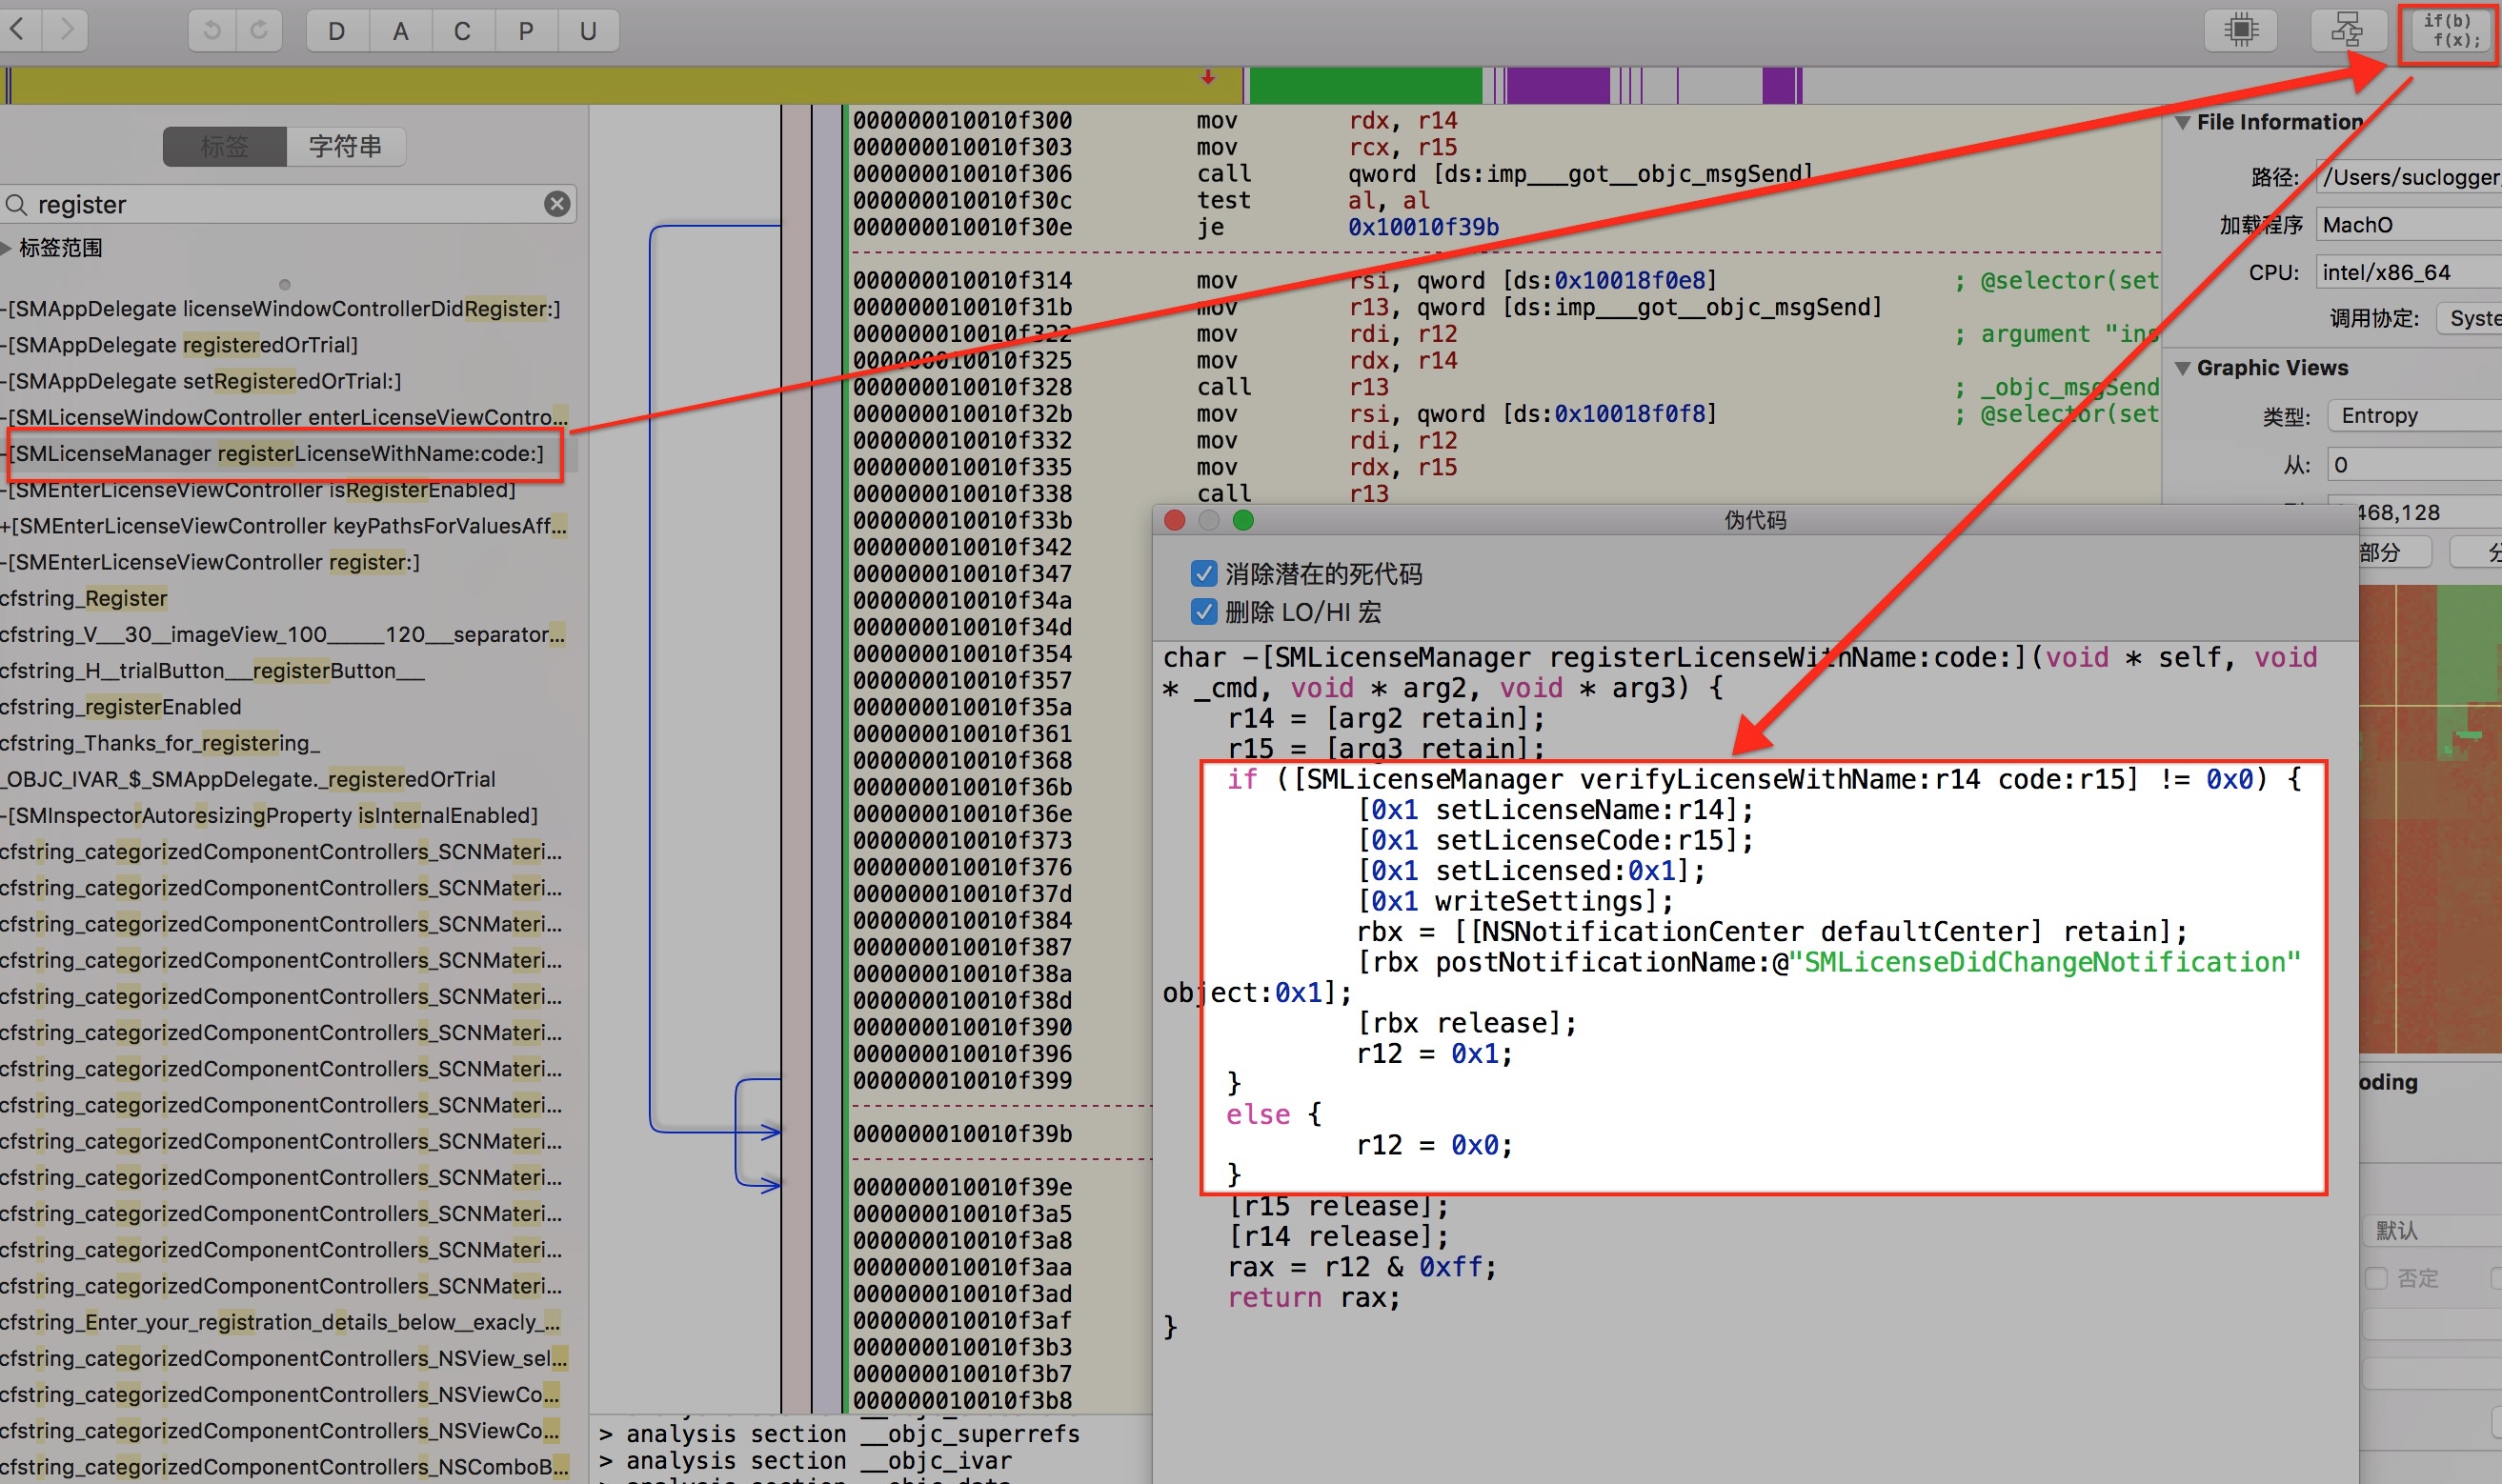 D A C P U
if(b)
f(x);
标签 字符串
register
标签范围
-[SMAppDelegate licenseWindowControllerDidRegister:]
-[SMAppDelegate registeredOrTrial]
-[SMAppDelegate setRegisteredOrTrial:]
-[SMLicenseWindowController enterLicenseViewContro...
-[SMLicenseManager registerLicenseWithName:code:]
-[SMEnterLicenseViewController isRegisterEnabled]
+[SMEnterLicenseViewController keyPathsForValuesAff...
-[SMEnterLicenseViewController register:]
cfstring_Register
cfstring_V___30__imageView_100______120___separator...
cfstring_H__trialButton___registerButton___
cfstring_registerEnabled
cfstring_Thanks_for_registering_
_OBJC_IVAR_$_SMAppDelegate._registeredOrTrial
-[SMInspectorAutoresizingProperty isInternalEnabled]
cfstring_categorizedComponentControllers_SCNMateri...
cfstring_categorizedComponentControllers_SCNMateri...
cfstring_categorizedComponentControllers_SCNMateri...
cfstring_categorizedComponentControllers_SCNMateri...
cfstring_categorizedComponentControllers_SCNMateri...
cfstring_categorizedComponentControllers_SCNMateri...
cfstring_categorizedComponentControllers_SCNMateri...
cfstring_categorizedComponentControllers_SCNMateri...
cfstring_categorizedComponentControllers_SCNMateri...
cfstring_categorizedComponentControllers_SCNMateri...
cfstring_categorizedComponentControllers_SCNMateri...
cfstring_categorizedComponentControllers_SCNMateri...
cfstring_categorizedComponentControllers_SCNMateri...
cfstring_Enter_your_registration_details_below__exacly_...
cfstring_categorizedComponentControllers_NSView_sel...
cfstring_categorizedComponentControllers_NSViewCo...
cfstring_categorizedComponentControllers_NSViewCo...
cfstring_categorizedComponentControllers_NSComboB...
000000010010f300 mov rdx, r14
000000010010f303 mov rcx, r15
000000010010f306 call qword [ds:imp___got__objc_msgSend]
000000010010f30c test al, al
000000010010f30e je 0x10010f39b
000000010010f314 mov rsi, qword [ds:0x10018f0e8] ; @selector(set
000000010010f31b mov r13, qword [ds:imp___got__objc_msgSend]
000000010010f322 mov rdi, r12 ; argument "ins
000000010010f325 mov rdx, r14
000000010010f328 call r13 ; _objc_msgSend
000000010010f32b mov rsi, qword [ds:0x10018f0f8] ; @selector(set
000000010010f332 mov rdi, r12
000000010010f335 mov rdx, r15
000000010010f338 call r13
000000010010f33b
000000010010f342
000000010010f347
000000010010f34a
000000010010f34d
000000010010f354
000000010010f357
000000010010f35a
000000010010f361
000000010010f368
000000010010f36b
000000010010f36e
000000010010f373
000000010010f376
000000010010f37d
000000010010f384
000000010010f387
000000010010f38a
000000010010f38d
000000010010f390
000000010010f396
000000010010f399
000000010010f39b
000000010010f39e
000000010010f3a5
000000010010f3a8
000000010010f3aa
000000010010f3ad
000000010010f3af
000000010010f3b3
000000010010f3b7
000000010010f3b8
> analysis section __objc_superrefs
> analysis section __objc_ivar
> analysis section __objc_data
File Information
路径: /Users/suclogger
加载程序 MachO
CPU: intel/x86_64
调用协定: Syste
Graphic Views
类型: Entropy
从: 0
468,128
部分
oding
默认
否定
伪代码
消除潜在的死代码
删除 LO/HI 宏
char -[SMLicenseManager registerLicenseWithName:code:](void * self, void
* _cmd, void * arg2, void * arg3) {
r14 = [arg2 retain];
r15 = [arg3 retain];
if ([SMLicenseManager verifyLicenseWithName:r14 code:r15] != 0x0) {
[0x1 setLicenseName:r14];
[0x1 setLicenseCode:r15];
[0x1 setLicensed:0x1];
[0x1 writeSettings];
rbx = [[NSNotificationCenter defaultCenter] retain];
[rbx postNotificationName:@"SMLicenseDidChangeNotification"
object:0x1];
[rbx release];
r12 = 0x1;
}
else {
r12 = 0x0;
}
[r15 release];
[r14 release];
rax = r12 & 0xff;
return rax;
}